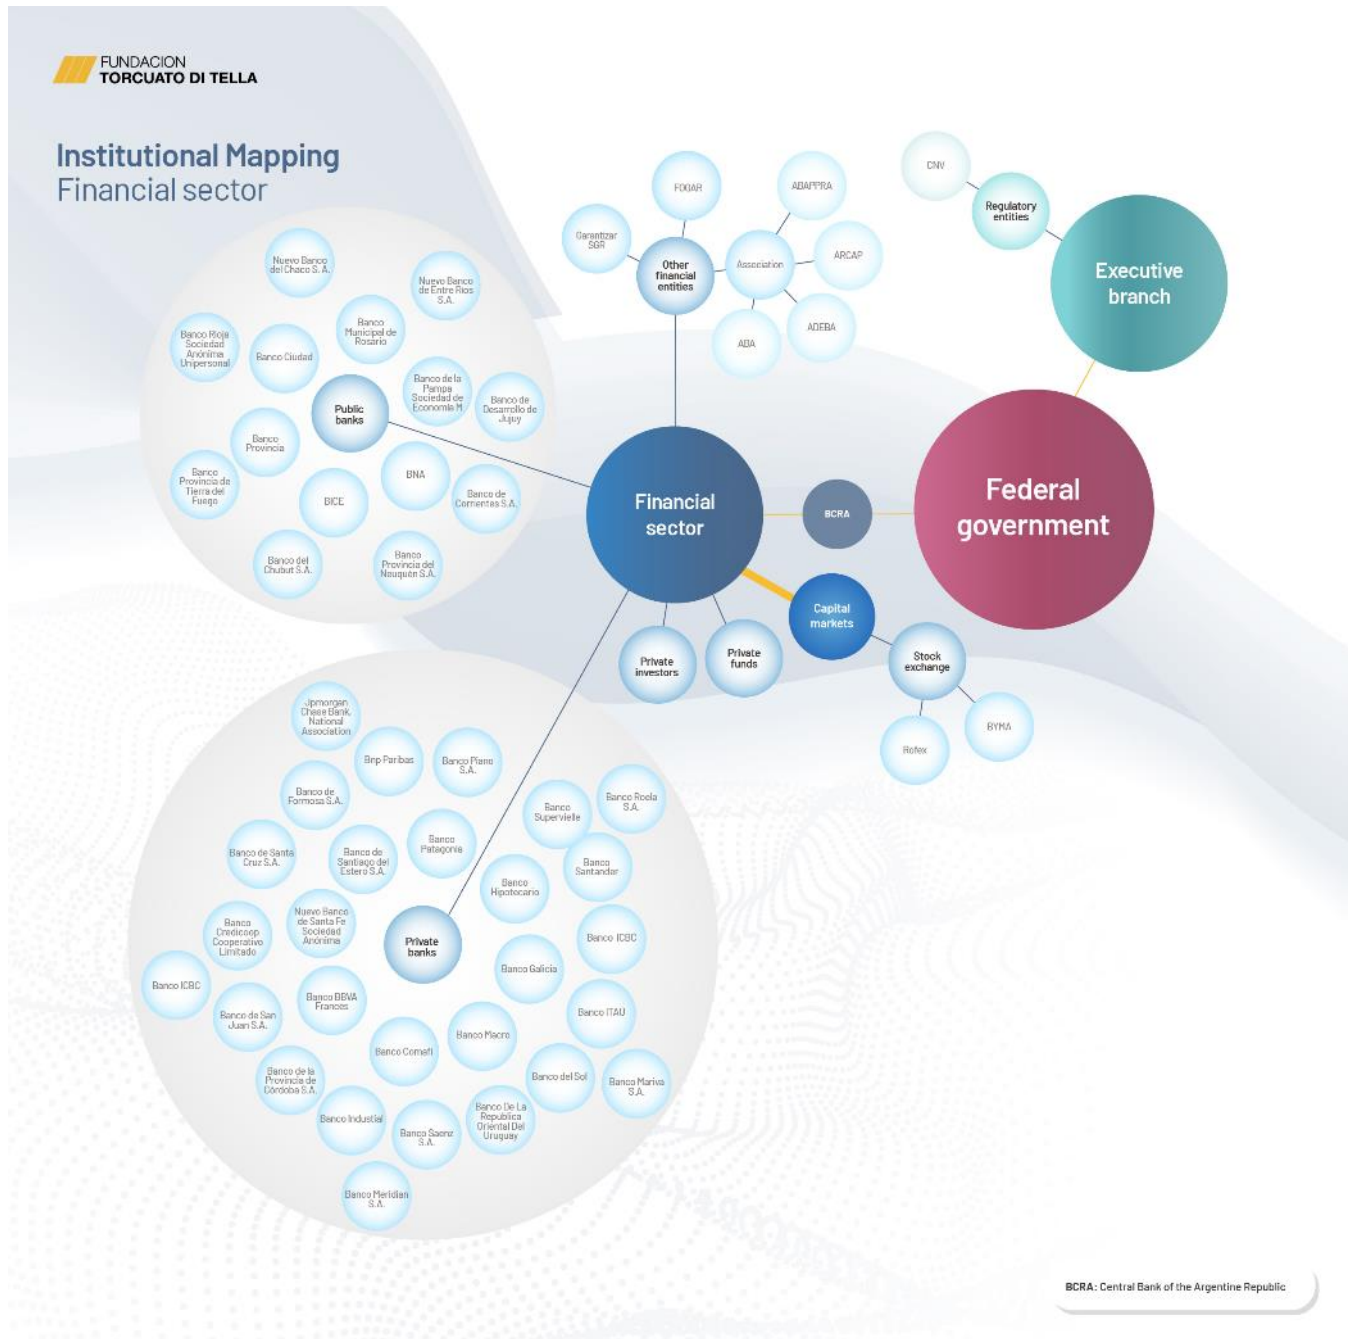 FUNDACION
TORCUATO DI TELLA
Institutional Mapping
Financial sector
Nuevo Banco
del Chaco S. A.
Nuevo Banco
de Entre Rios
S.A.
Banco
Municipal de
Rosario
Banco Rioja
Sociedad
Anónima
Unipersonal
Banco Ciudad
Public
banks
Banco de la
Pampa
Sociedad de
Economía M.
Banco de
Desarrollo de
Jujuy
Banco
Provincia
Banco
Provincia de
Tierra del
Fuego
BICE
BNA
Banco de
Corrientes S.A.
Banco del
Chubut S.A.
Banco
Provincia del
Neuquén S.A.
FOGAR
Garantizar
SGR
Other
financial
entities
Association
ABAPPRA
ARCAP
ADEBA
ABA
CNV
Regulatory
entities
Executive
branch
Federal
government
BCRA
Financial
sector
Capital
markets
Private
investors
Private
funds
Stock
exchange
Rofex
BYMA
Jpmorgan
Chase Bank,
National
Association
Bnp Paribas
Banco Piano
S.A.
Banco de
Formosa S.A.
Banco
Supervielle
Banco Roela
S.A.
Banco de Santa
Cruz S.A.
Banco de
Santiago del
Estero S.A.
Banco
Patagonia
Banco
Hipotecario
Banco
Santander
Banco
Credicoop
Cooperativo
Limitado
Nuevo Banco
de Santa Fe
Sociedad
Anónima
Private
banks
Banco ICBC
Banco Galicia
Banco ICBC
Banco de San
Juan S.A.
Banco BBVA
Francés
Banco ITAU
Banco Comafi
Banco Macro
Banco de la
Provincia de
Córdoba S.A.
Banco del Sol
Banco Mariva
S.A.
Banco Industial
Banco Saenz
S.A.
Banco De La
Republica
Oriental Del
Uruguay
Banco Meridian
S.A.
BCRA: Central Bank of the Argentine Republic